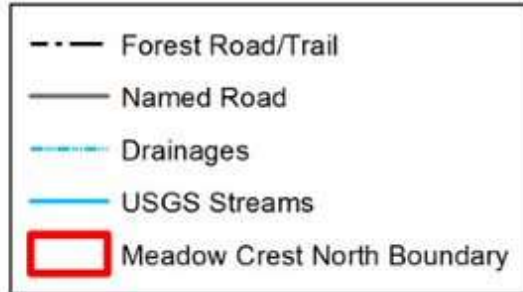 Forest Road/Trail
Named Road
Drainages
USGS Streams
Meadow Crest North Boundary